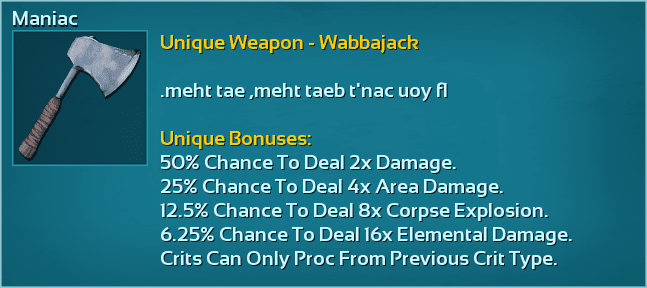 Maniac
Unique Weapon - Wabbajack
.meht tae ,meht taeb t'nac uoy fI
Unique Bonuses:
50% Chance To Deal 2x Damage.
25% Chance To Deal 4x Area Damage.
12.5% Chance To Deal 8x Corpse Explosion.
6.25% Chance To Deal 16x Elemental Damage.
Crits Can Only Proc From Previous Crit Type.